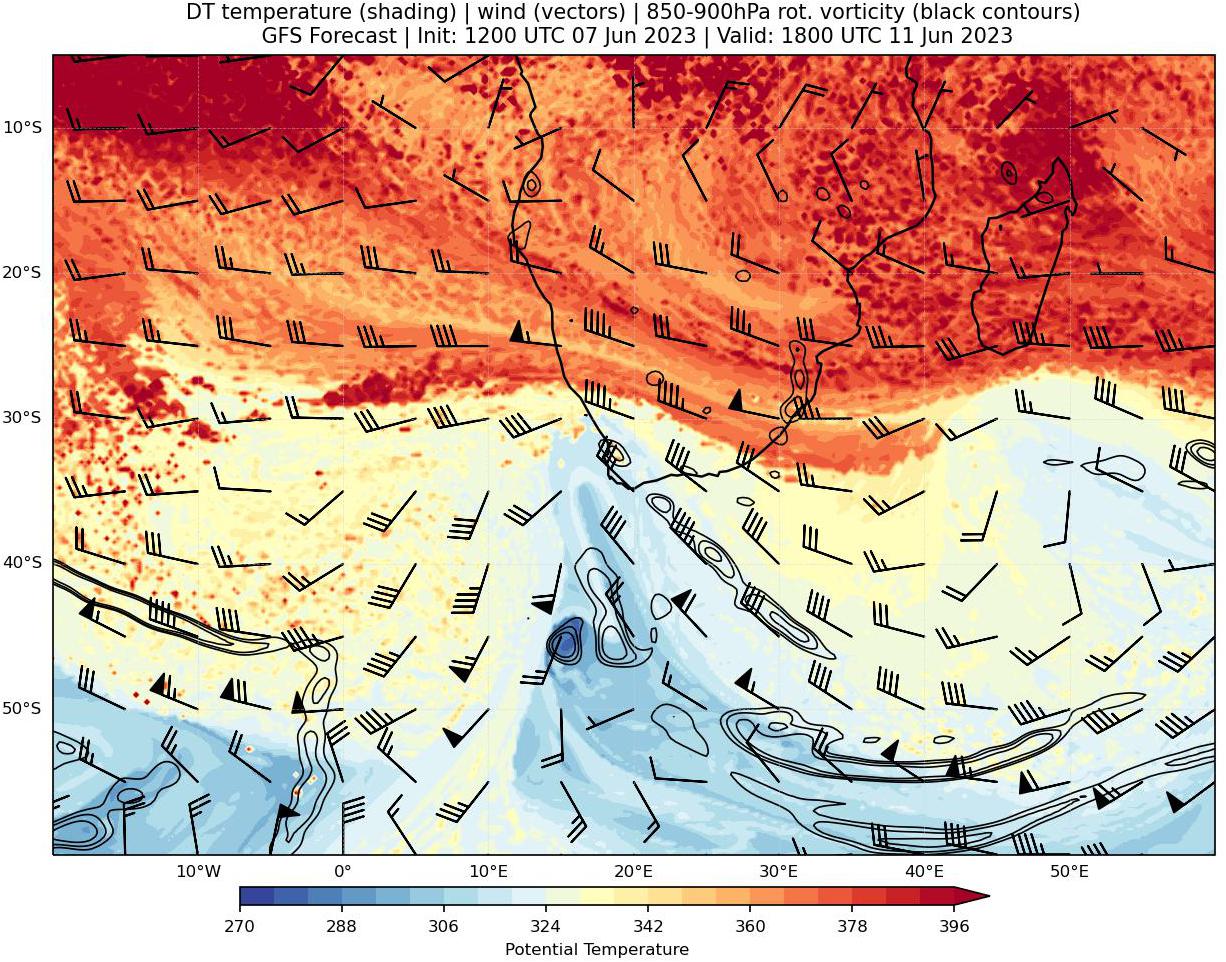 DT temperature (shading) | wind (vectors) | 850-900hPa rot. vorticity (black contours)
GFS Forecast | Init: 1200 UTC 07 Jun 2023 | Valid: 1800 UTC 11 Jun 2023
10°S
20°S
30°S
40°S
50°S
10°W 0° 10°E 20°E 30°E 40°E 50°E
270 288 306 324 342 360 378 396
Potential Temperature